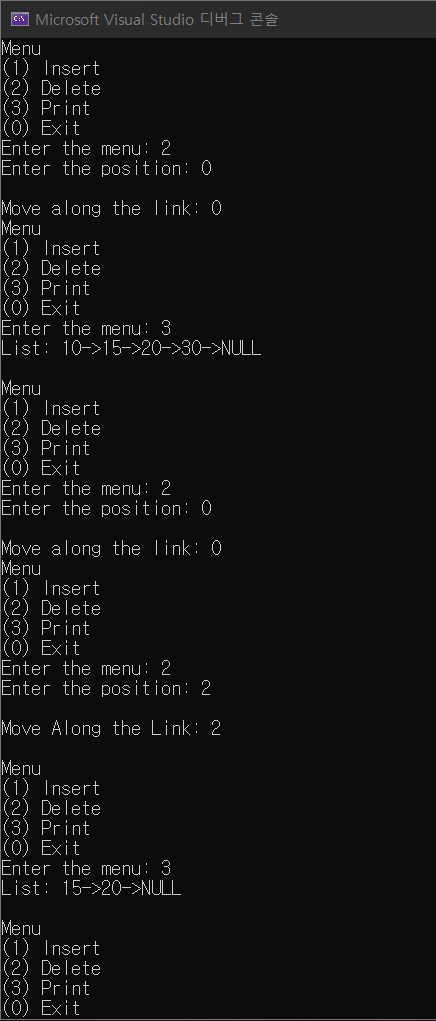 Microsoft Visual Studio 디버그 콘솔
Menu
(1) Insert
(2) Delete
(3) Print
(0) Exit
Enter the menu: 2
Enter the position: 0
Move along the link: 0
Menu
(1) Insert
(2) Delete
(3) Print
(0) Exit
Enter the menu: 3
List: 10->15->20->30->NULL
Menu
(1) Insert
(2) Delete
(3) Print
(0) Exit
Enter the menu: 2
Enter the position: 0
Move along the link: 0
Menu
(1) Insert
(2) Delete
(3) Print
(0) Exit
Enter the menu: 2
Enter the position: 2
Move Along the Link: 2
Menu
(1) Insert
(2) Delete
(3) Print
(0) Exit
Enter the menu: 3
List: 15->20->NULL
Menu
(1) Insert
(2) Delete
(3) Print
(0) Exit